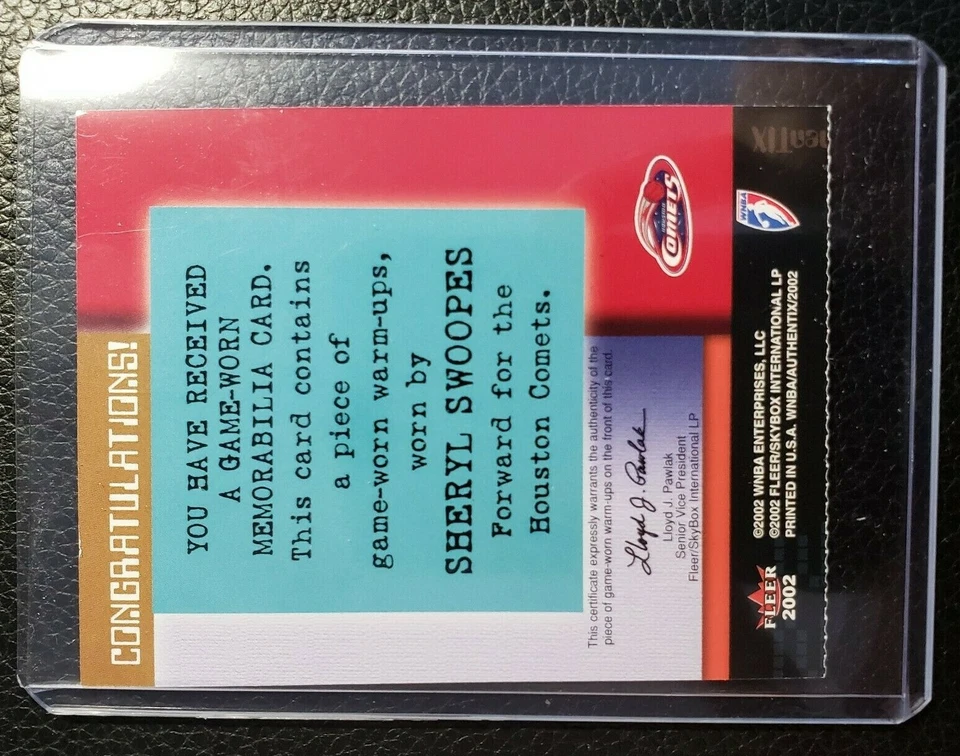 CONGRATULATIONS!
YOU HAVE RECEIVED
A GAME-WORN
MEMORABILIA CARD.
This card contains
a piece of
game-worn warm-ups,
worn by
SHERYL SWOOPES
Forward for the
Houston Comets.
This certificate expressly warrants the authenticity of the
piece of game-worn warm-ups on the front of this card.
Lloyd J. Pawlak
Lloyd J. Pawlak
Senior Vice President
Fleer/SkyBox International LP
COMETS
WNBA
FLEER
2002
©2002 WNBA ENTERPRISES, LLC
©2002 FLEER/SKYBOX INTERNATIONAL LP
PRINTED IN U.S.A. WNBA/AUTHENTIX/2002